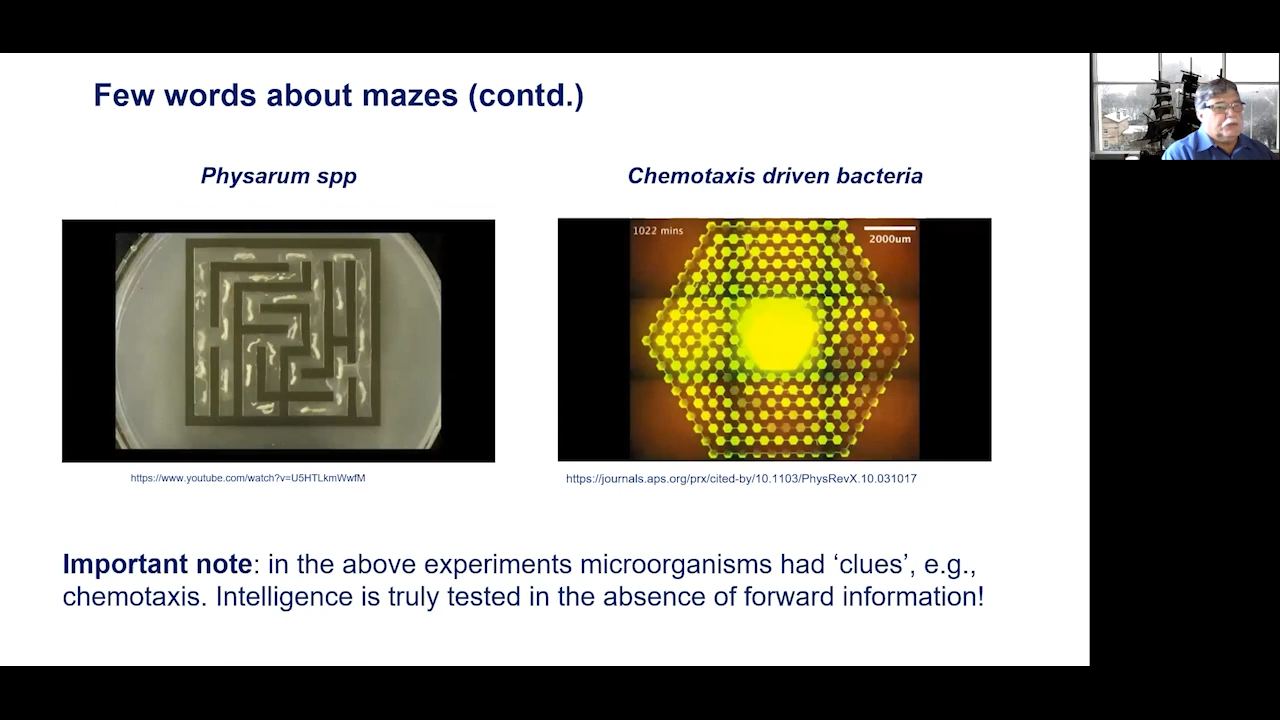 Few words about mazes (contd.)
Physarum spp
Chemotaxis driven bacteria
1022 mins
2000um
https://www.youtube.com/watch?v=U5HTLkmWwfM
https://journals.aps.org/prx/cited-by/10.1103/PhysRevX.10.031017
Important note: in the above experiments microorganisms had ‘clues’, e.g.,
chemotaxis. Intelligence is truly tested in the absence of forward information!